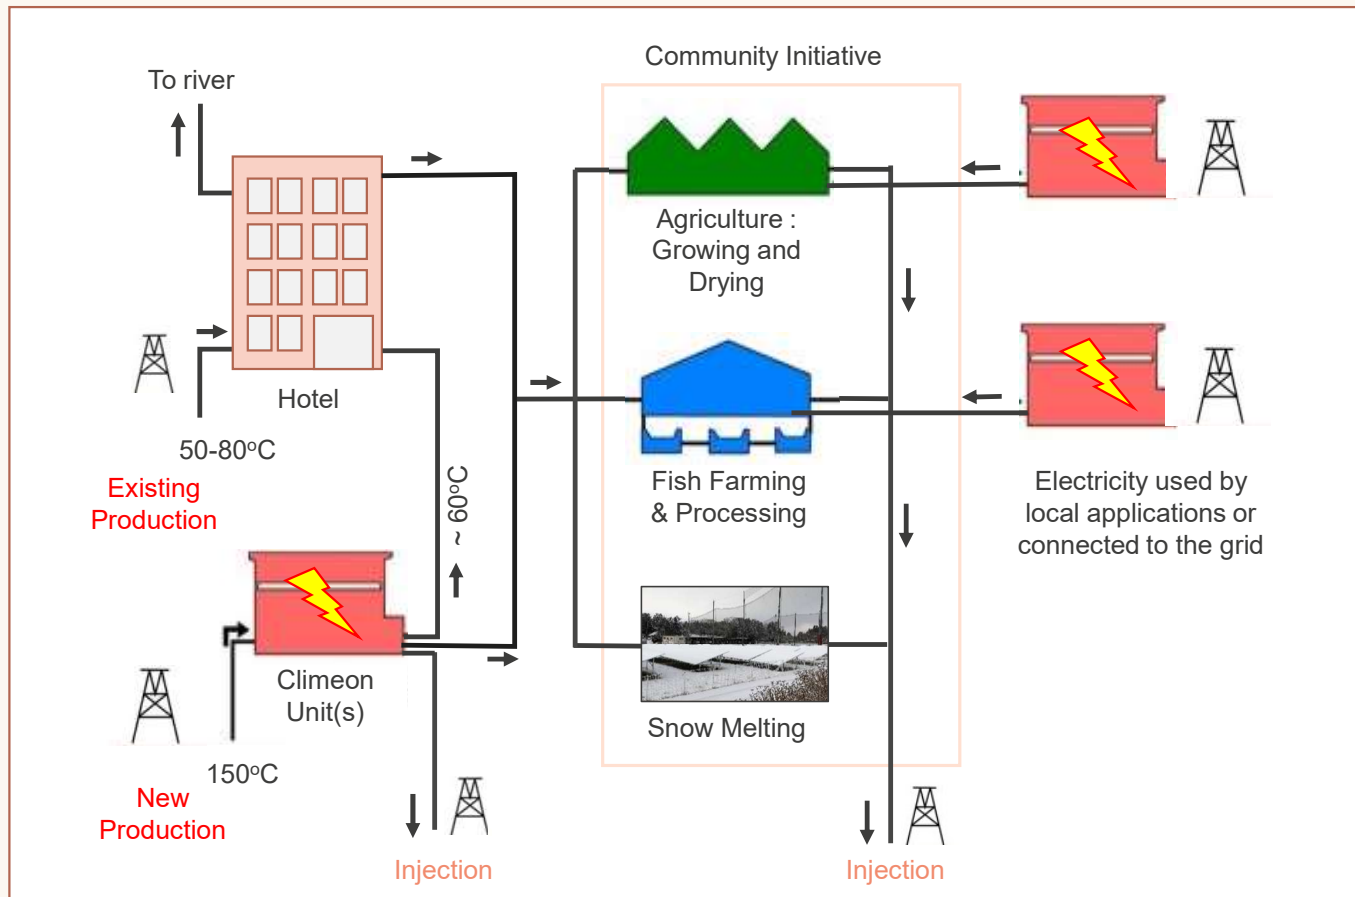 Community Initiative
To river
Agriculture :
Growing and
Drying
Hotel
50-80°C
Existing
Production
~ 60°C
Fish Farming
& Processing
Electricity used by
local applications or
connected to the grid
Climeon
Unit(s)
Snow Melting
150°C
New
Production
Injection
Injection